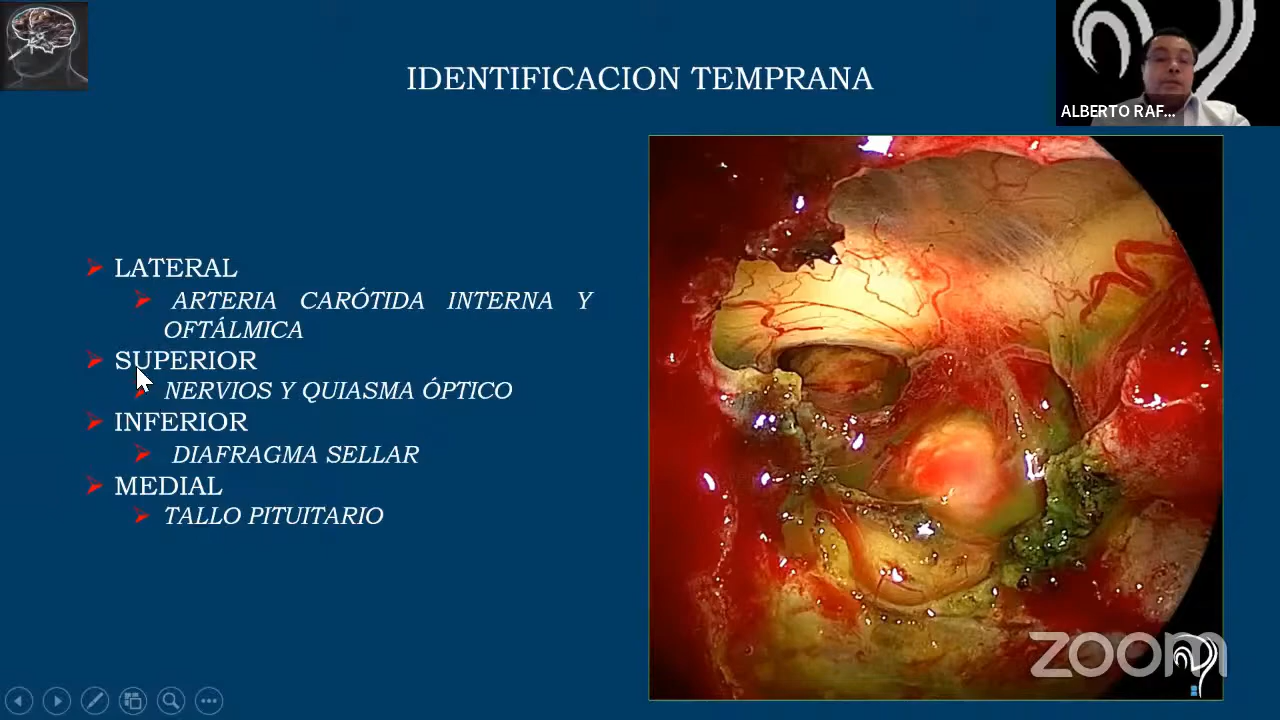 IDENTIFICACION TEMPRANA
ALBERTO RAF...
LATERAL
ARTERIA CARÓTIDA INTERNA Y
OFTÁLMICA
SUPERIOR
NERVIOS Y QUIASMA ÓPTICO
INFERIOR
DIAFRAGMA SELLAR
MEDIAL
TALLO PITUITARIO
zoom